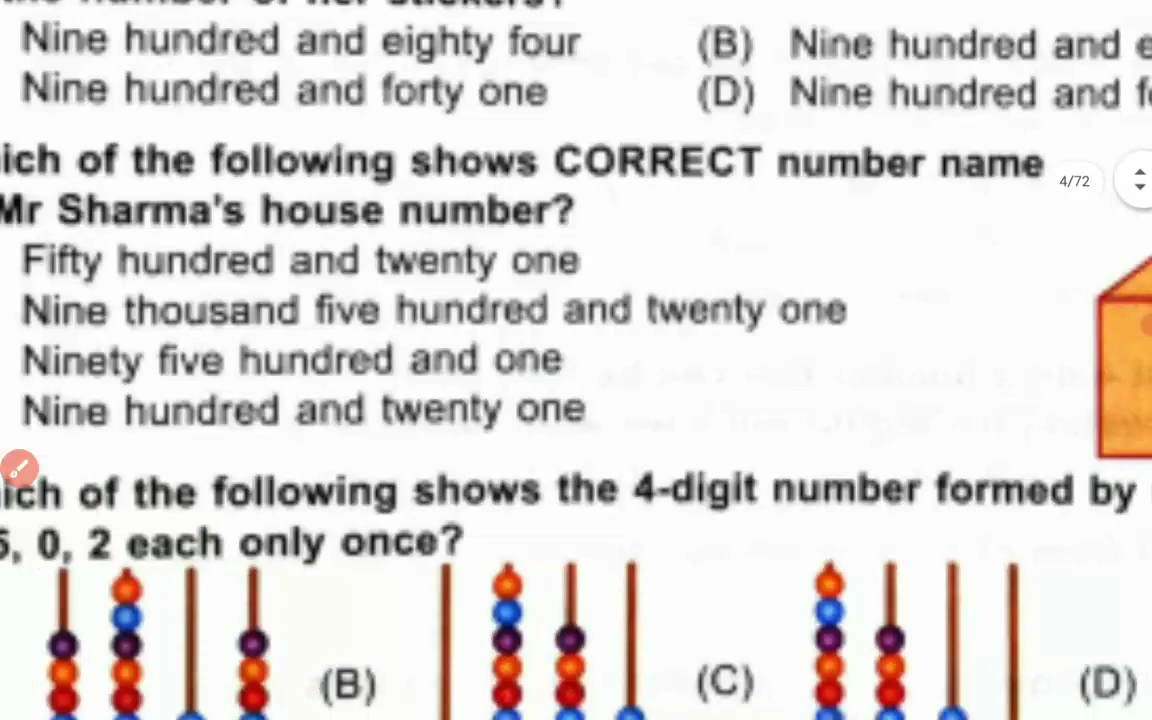 Nine hundred and eighty four (B) Nine hundred and
Nine hundred and forty one (D) Nine hundred and
of the following shows CORRECT number name
4/72
Mr Sharma's house number?
Fifty hundred and twenty one
Nine thousand five hundred and twenty one
Ninety five hundred and one
Nine hundred and twenty one
of the following shows the 4-digit number formed by
5, 0, 2 each only once?
(B) (C) (D)